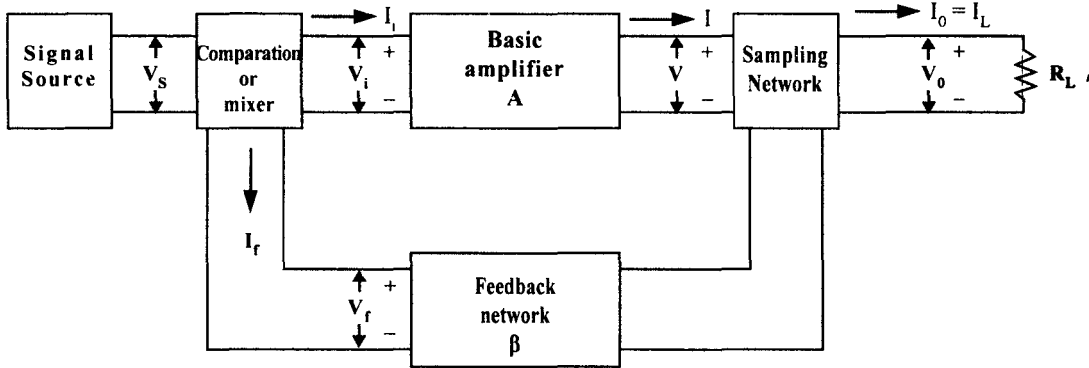 Signal
Source
V_S
Comparation
or
mixer
I_i
+
V_i
−
Basic
amplifier
A
I
+
V
−
Sampling
Network
I_0 = I_L
+
V_0
−
R_L
I_f
+
V_f
−
Feedback
network
β